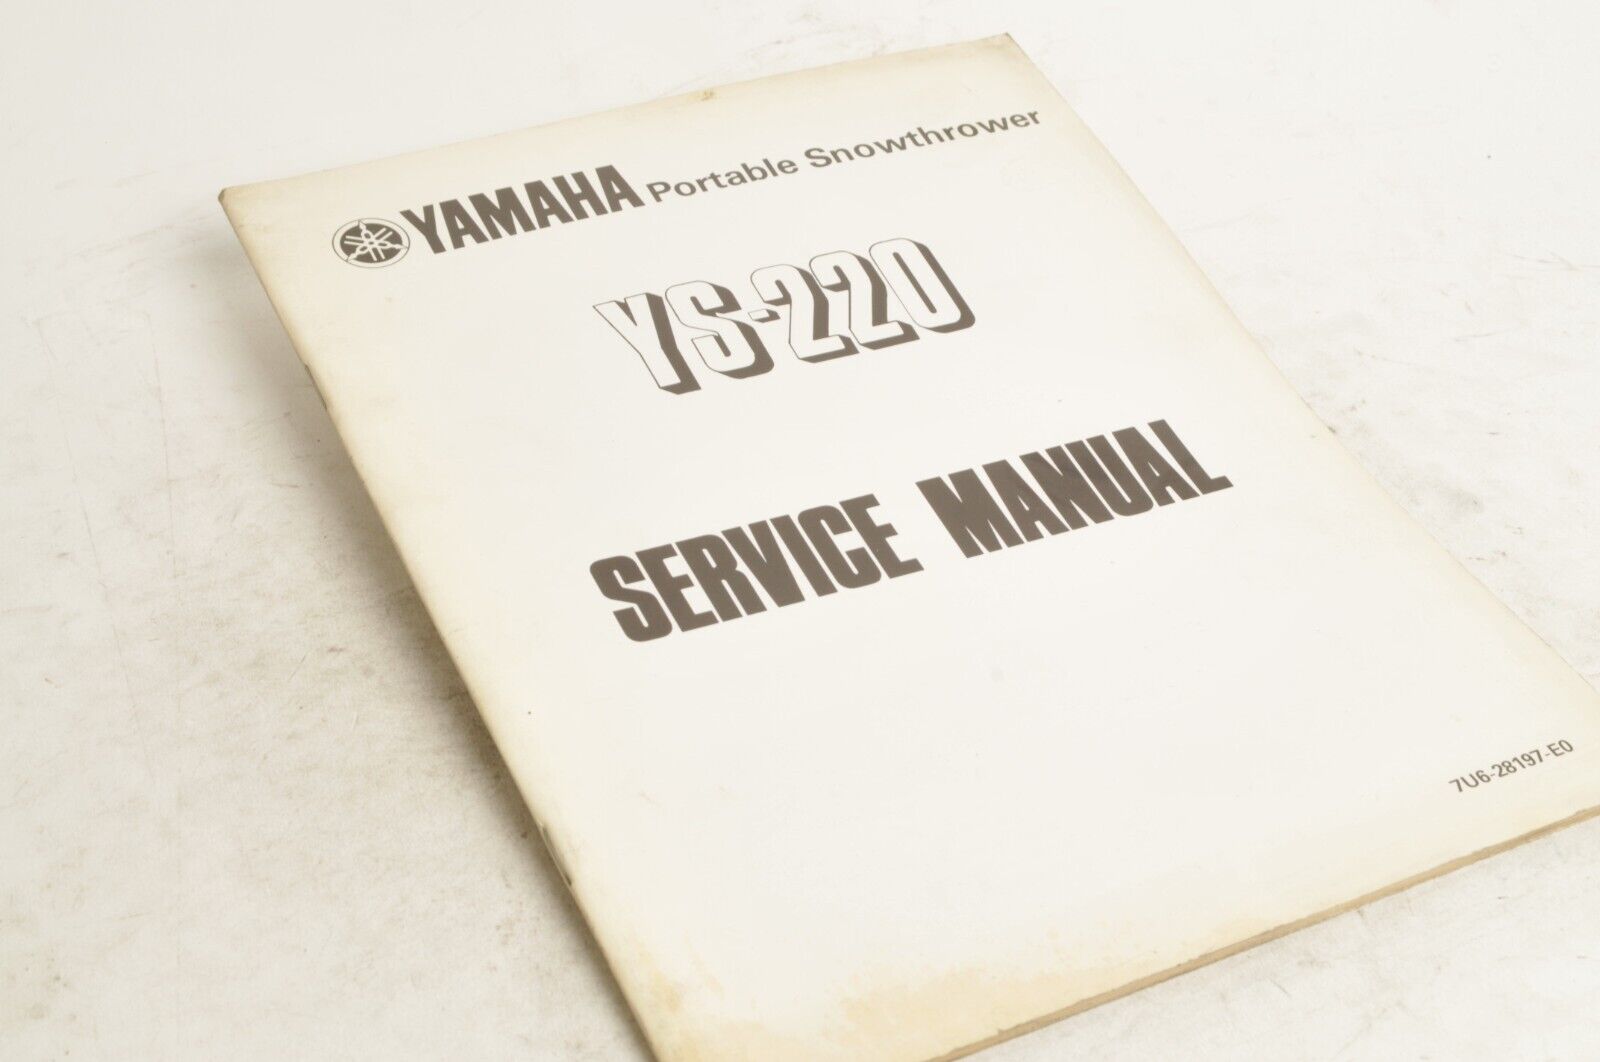 YAMAHA Portable Snowthrower
YS-220
SERVICE MANUAL
7U6-28197-E0